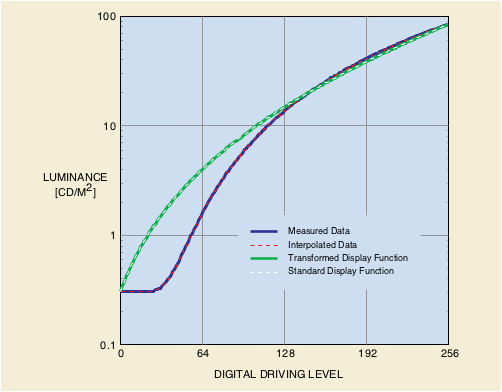 100
10
1
0.1
LUMINANCE
[CD/M2]
Measured Data
Interpolated Data
Transformed Display Function
Standard Display Function
0
64
128
192
256
DIGITAL DRIVING LEVEL